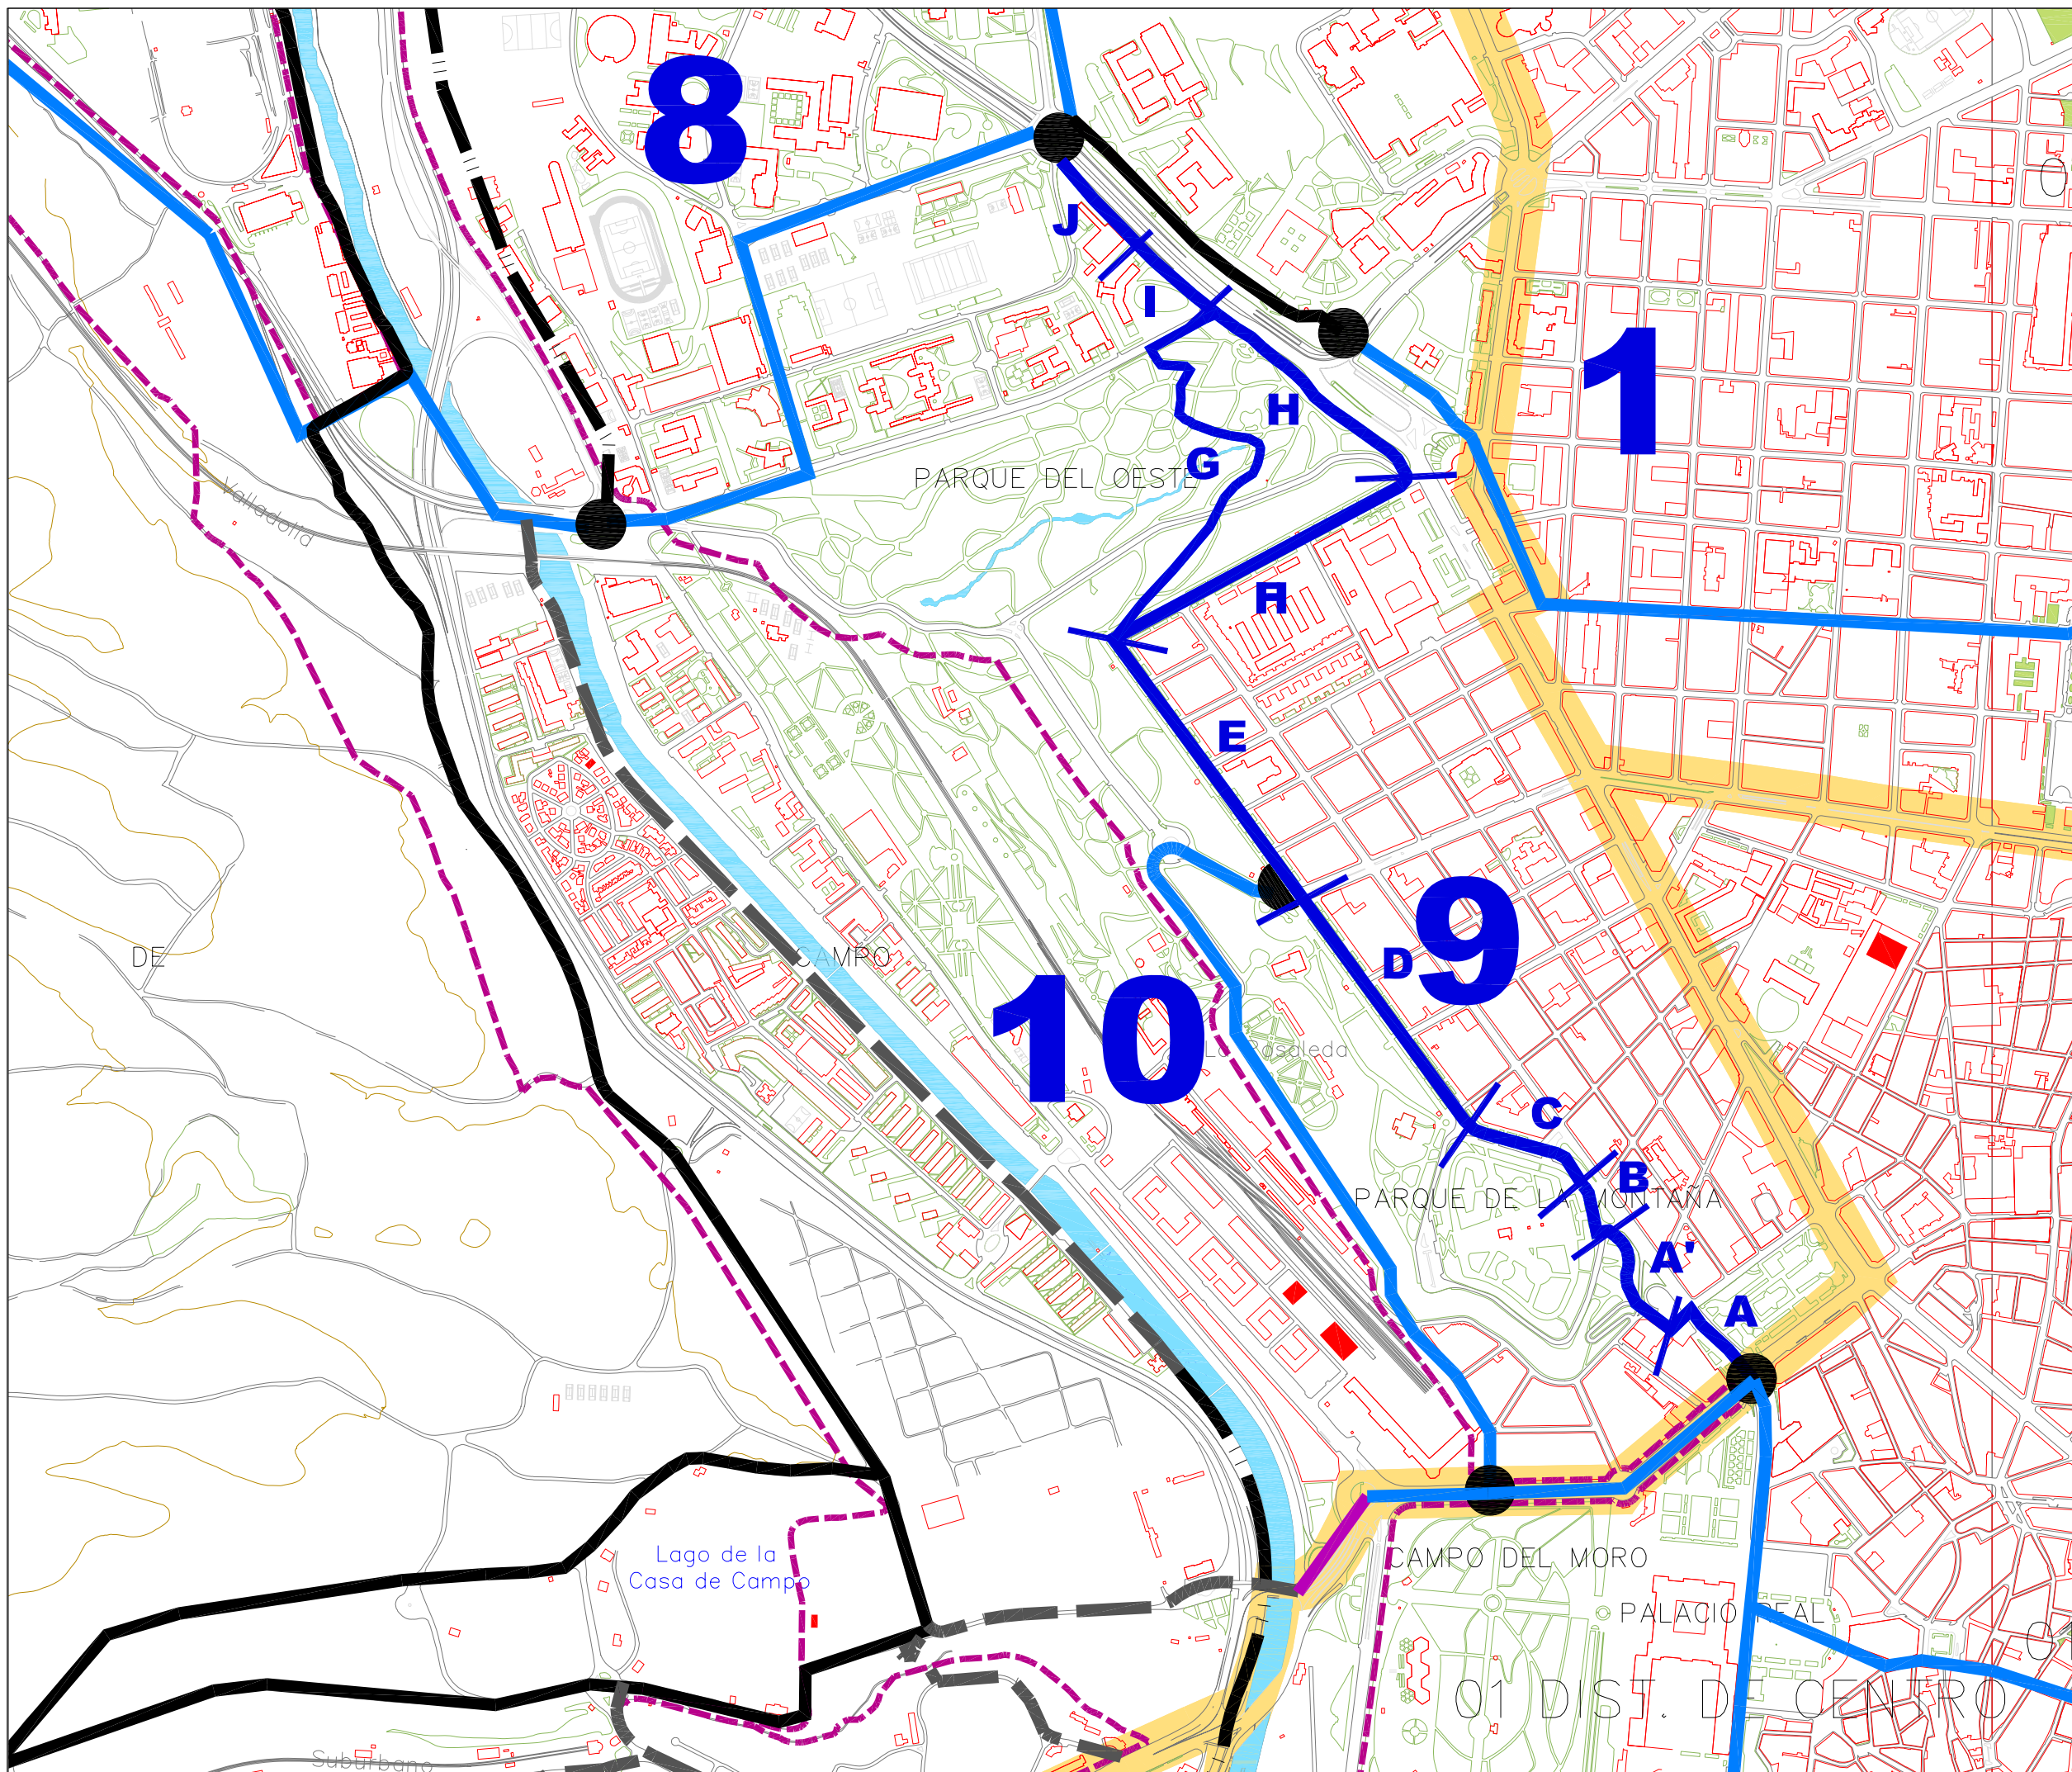 8
J
I
1
H
G
PARQUE DEL OESTE
Valladolid
F
E
9
D
DE
CAMPO
10
La Rosaleda
C
B
PARQUE DE LA MONTAÑA
A'
A
Lago de la
Casa de Campo
CAMPO DEL MORO
PALACIO REAL
01 DIST. DE CENTRO
Suburbano